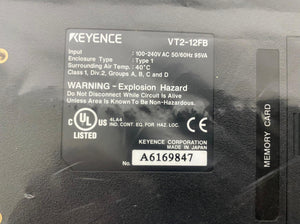 KEYENCE VT2-12FB
Input : 100-240V AC 50/60Hz 95VA
Enclosure Type : Type 1
Surrounding Air Temp. : 40°C
Class 1, Div.2, Groups A, B, C and D
WARNING - Explosion Hazard
Do Not Disconnect While Circuit Is Alive
Unless Area Is Known To Be Non-Hazardous.
C UL US
LISTED
4LA4
IND. CONT. EQ. FOR HAZ. LOC.
KEYENCE CORPORATION
MADE IN JAPAN
No. A6169847
MEMORY CARD